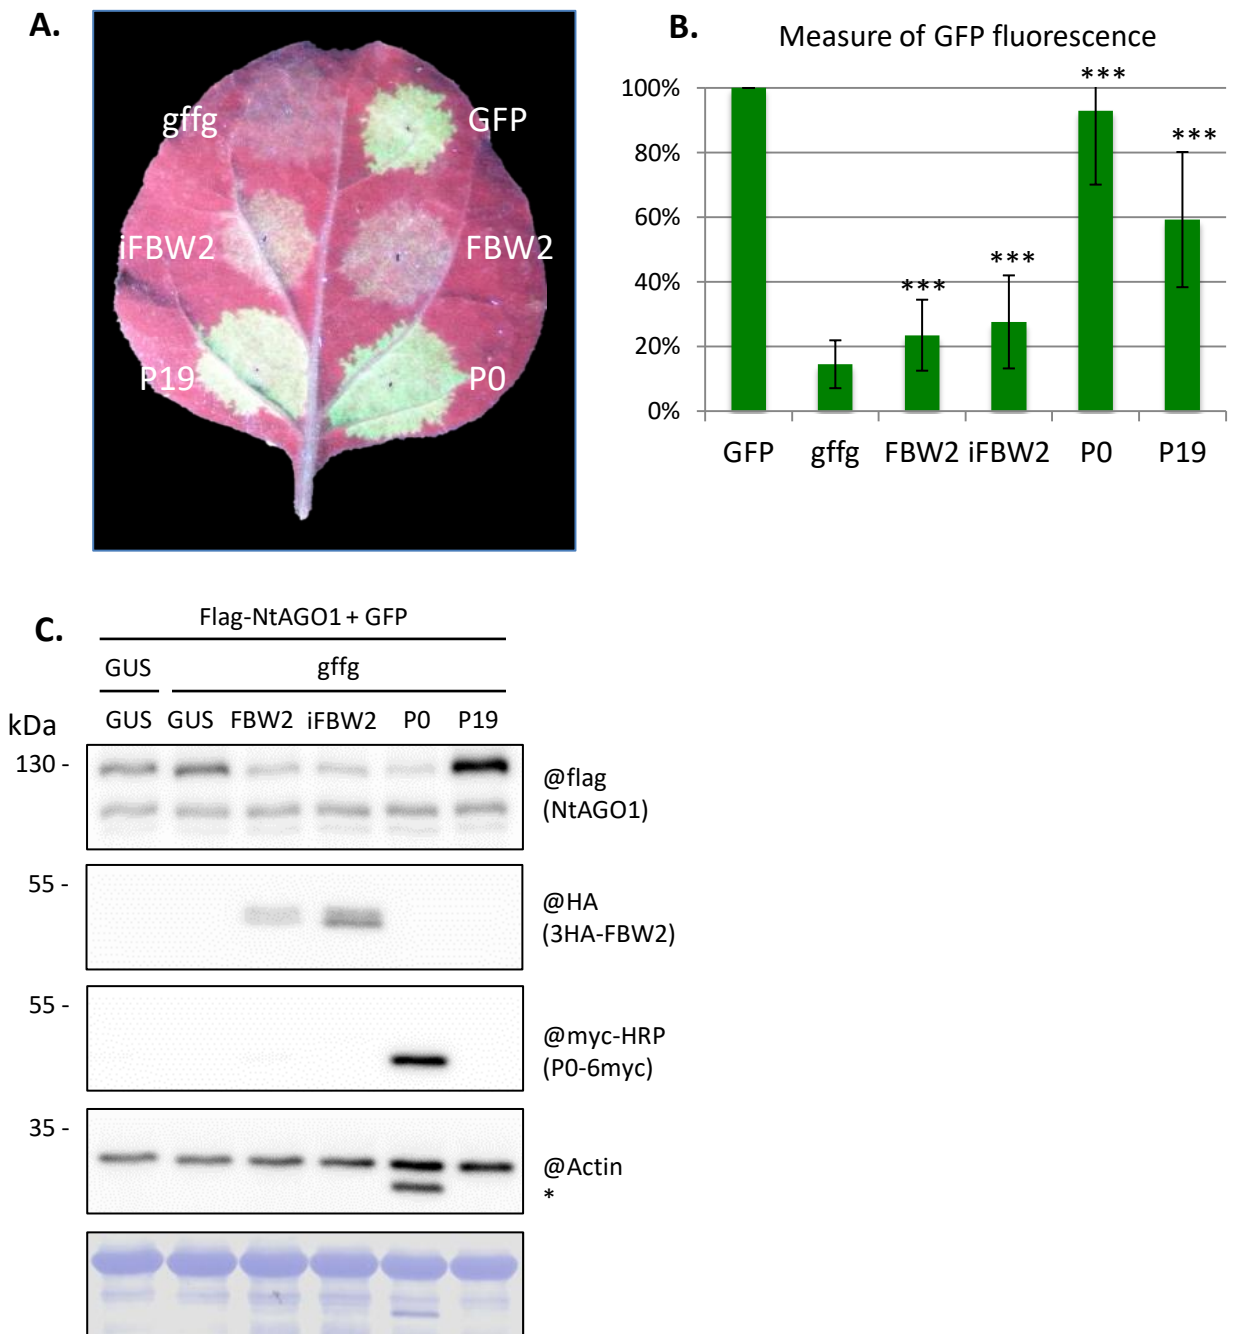 A.
gffg
GFP
iFBW2
FBW2
P19
P0
B.
Measure of GFP fluorescence
100%
80%
60%
40%
20%
0%
***
***
***
***
GFP gffg FBW2 iFBW2 P0 P19
C.
Flag-NtAGO1 + GFP
GUS gffg
kDa GUS GUS FBW2 iFBW2 P0 P19
130 -
@flag
(NtAGO1)
55 -
@HA
(3HA-FBW2)
55 -
@myc-HRP
(P0-6myc)
35 -
@Actin
*